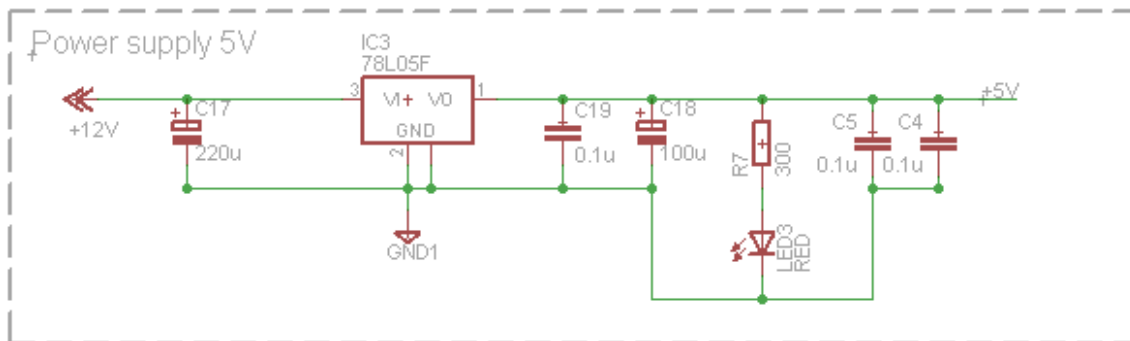 Power supply 5V
IC3
78L05F
3
VI
VO
1
GND
2
+12V
C17
220u
GND1
C19
0.1u
C18
100u
R7
300
LED3
RED
C5
0.1u
C4
0.1u
+5V